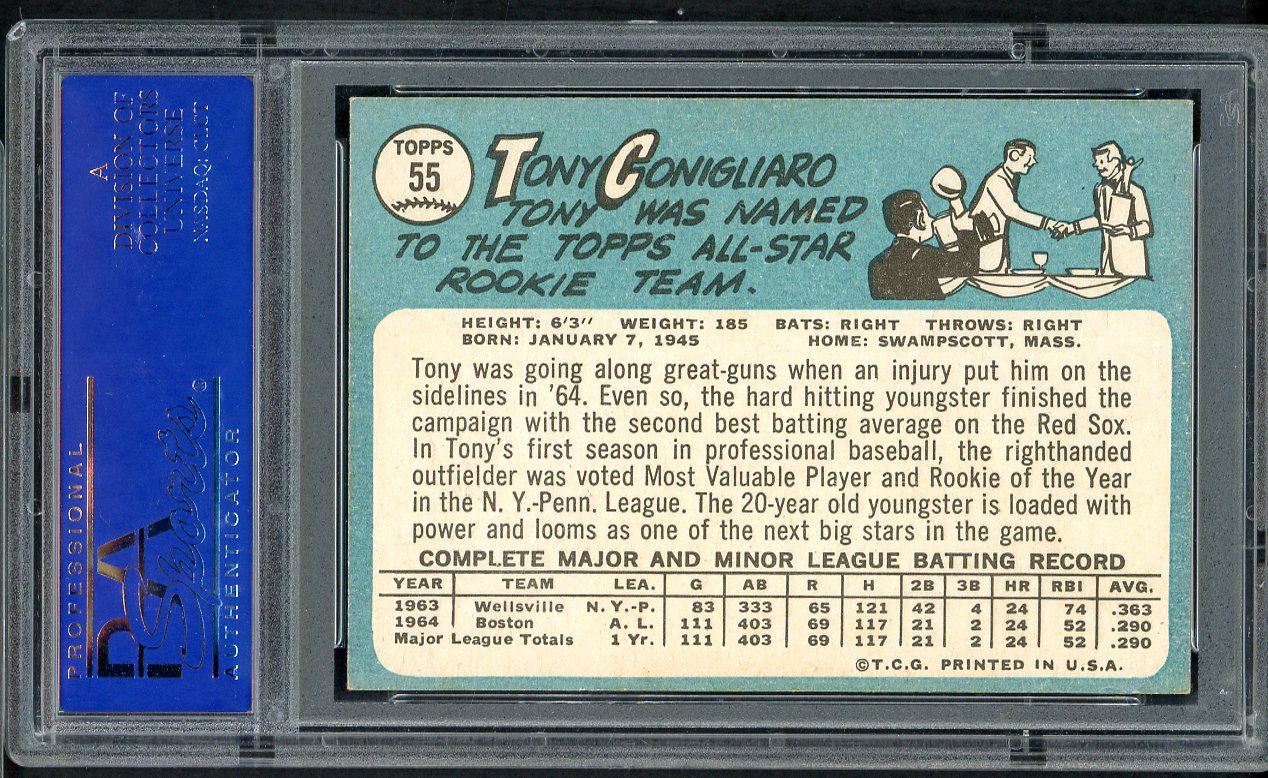 A
DIVISION OF
COLLECTORS
UNIVERSE
NASDAQ: CLCT
PROFESSIONAL
PSA
Sports
AUTHENTICATOR
TOPPS
55
TONY CONIGLIARO
TONY WAS NAMED
TO THE TOPPS ALL-STAR
ROOKIE TEAM.
HEIGHT: 6'3" WEIGHT: 185 BATS: RIGHT THROWS: RIGHT
BORN: JANUARY 7, 1945 HOME: SWAMPSCOTT, MASS.
Tony was going along great-guns when an injury put him on the
sidelines in '64. Even so, the hard hitting youngster finished the
campaign with the second best batting average on the Red Sox.
In Tony's first season in professional baseball, the righthanded
outfielder was voted Most Valuable Player and Rookie of the Year
in the N. Y.-Penn. League. The 20-year old youngster is loaded with
power and looms as one of the next big stars in the game.
COMPLETE MAJOR AND MINOR LEAGUE BATTING RECORD
YEAR TEAM LEA. G AB R H 2B 3B HR RBI AVG.
1963 Wellsville N. Y.-P. 83 333 65 121 42 4 24 74 .363
1964 Boston A. L. 111 403 69 117 21 2 24 52 .290
Major League Totals 1 Yr. 111 403 69 117 21 2 24 52 .290
©T.C.G. PRINTED IN U.S.A.